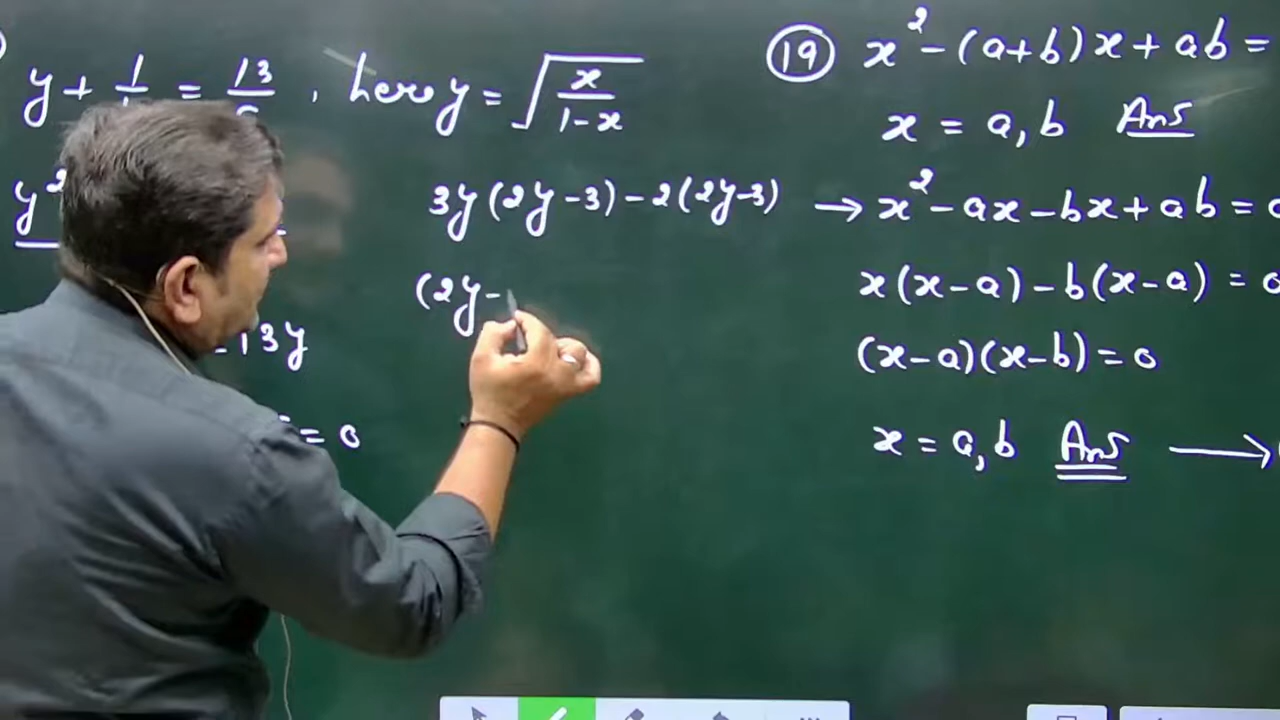 y + 1/ = 13/ , here y = √(x/(1-x))
y²
-13y
= 0
3y(2y-3)-2(2y-3)
(2y-
(19) x² - (a+b)x + ab =
x = a, b Ans
→ x² - ax - bx + ab = 0
x(x-a) - b(x-a) = 0
(x-a)(x-b) = 0
x = a, b Ans →